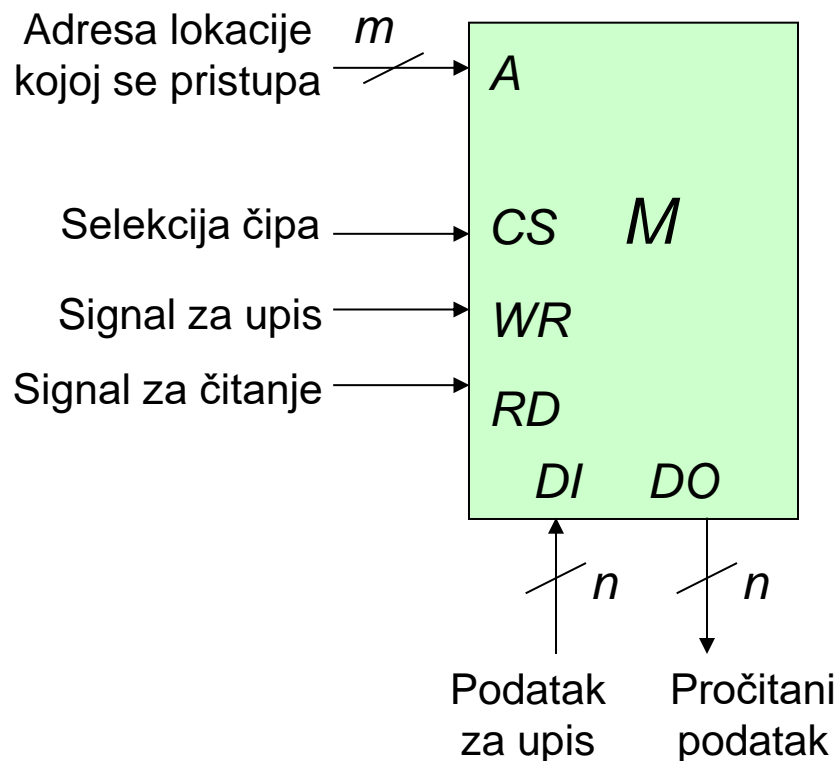 Adresa lokacije
kojoj se pristupa
m
A
Selekcija čipa
CS
M
Signal za upis
WR
Signal za čitanje
RD
DI
DO
n
n
Podatak
za upis
Pročitani
podatak